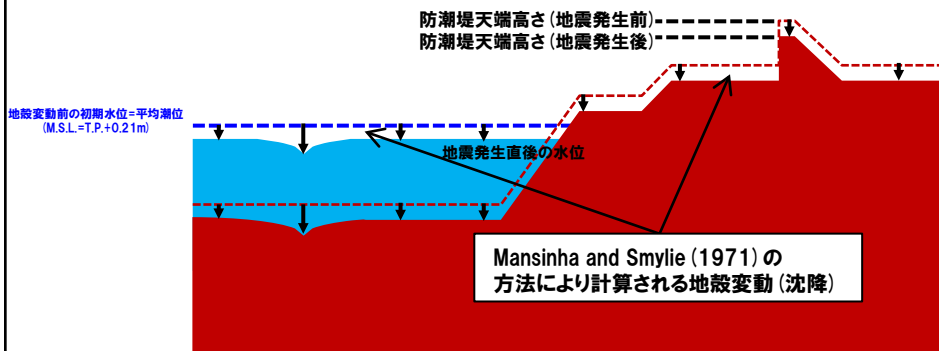 防潮堤天端高さ(地震発生前)
防潮堤天端高さ(地震発生後)
地殻変動前の初期水位=平均潮位
(M.S.L.=T.P.+0.21m)
地震発生直後の水位
Mansinha and Smylie(1971)の
方法により計算される地殻変動(沈降)